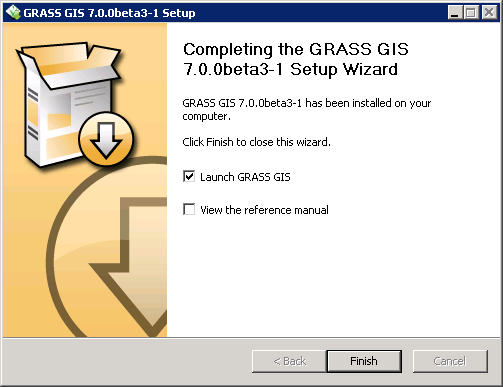 GRASS GIS 7.0.0beta3-1 Setup
Completing the GRASS GIS
7.0.0beta3-1 Setup Wizard
GRASS GIS 7.0.0beta3-1 has been installed on your
computer.
Click Finish to close this wizard.
Launch GRASS GIS
View the reference manual
< Back
Finish
Cancel